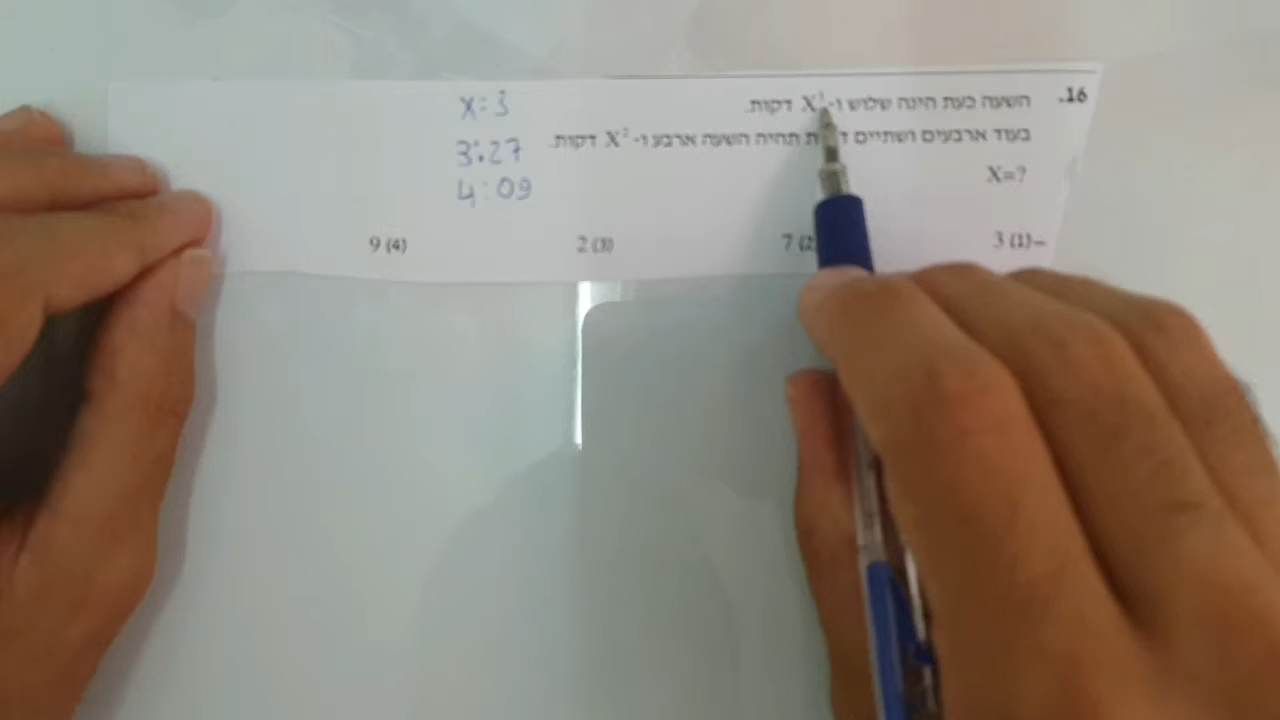 16. השעה כעת הינה שלוש ו-X³ דקות.
בעוד ארבעים ושתיים תהיה השעה ארבע ו-X² דקות.
X=?
3 (1) 7 (2) 2 (3) 9 (4)
x=3
3:27
4:09